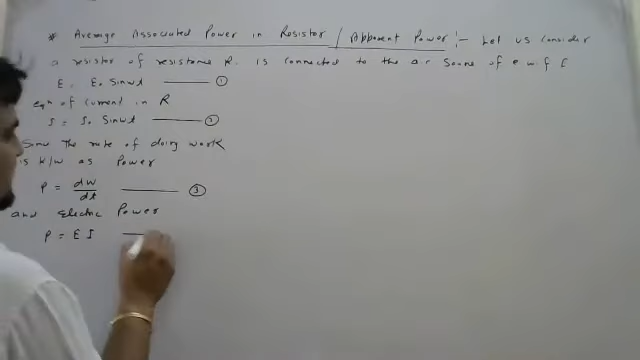 * Average Associated Power in Resistor / Apparent Power :- Let us consider
a resistor of resistance R. is connected to the a.c source of e.m.f E
E = E₀ Sinωt ——— ①
eqn of current in R
I = I₀ Sinωt ——— ②
Since the rate of doing work
is k/w as Power
P = dW/dt ——— ③
and electric Power
P = E I ——